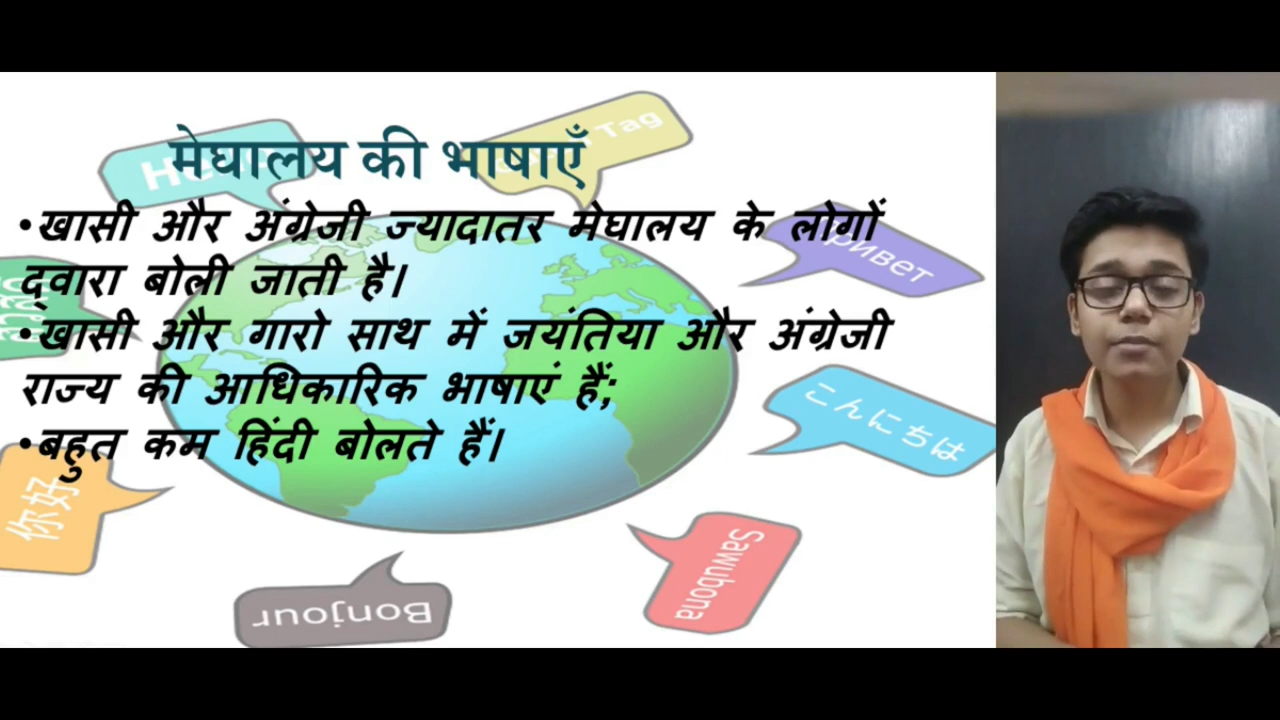 मेघालय की भाषाएँ
•खासी और अंग्रेजी ज्यादातर मेघालय के लोगों
द्वारा बोली जाती है।
•खासी और गारो साथ में जयंतिया और अंग्रेजी
राज्य की आधिकारिक भाषाएं हैं;
•बहुत कम हिंदी बोलते हैं।
Tag
こんにちは
你好
Sawubona
Bonjour